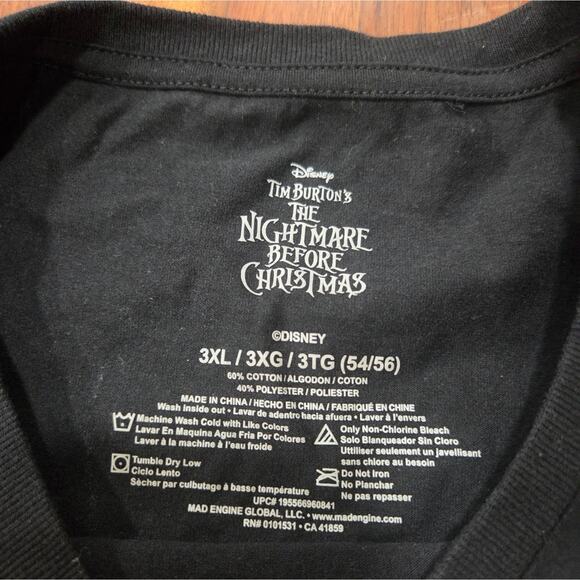 Disney
TIM BURTON'S
THE
NIGHTMARE
BEFORE
CHRISTMAS
©DISNEY
3XL / 3XG / 3TG (54/56)
60% COTTON / ALGODON / COTON
40% POLYESTER / POLIESTER
MADE IN CHINA / HECHO EN CHINA / FABRIQUÉ EN CHINE
Wash inside out • Lavar de adentro hacia afuera • Laver à l'envers
Machine Wash Cold with Like Colors
Lavar En Maquina Agua Fria Por Colores
Laver à la machine à l'eau froide
Only Non-Chlorine Bleach
Solo Blanqueador Sin Cloro
Utiliser seulement un javellisant
sans chlore au besoin
Tumble Dry Low
Ciclo Lento
Sècher par culbutage à basse température
Do Not Iron
No Planchar
Ne pas repasser
UPC# 195566960841
MAD ENGINE GLOBAL, LLC. • www.madengine.com
RN# 0101531 • CA 41859